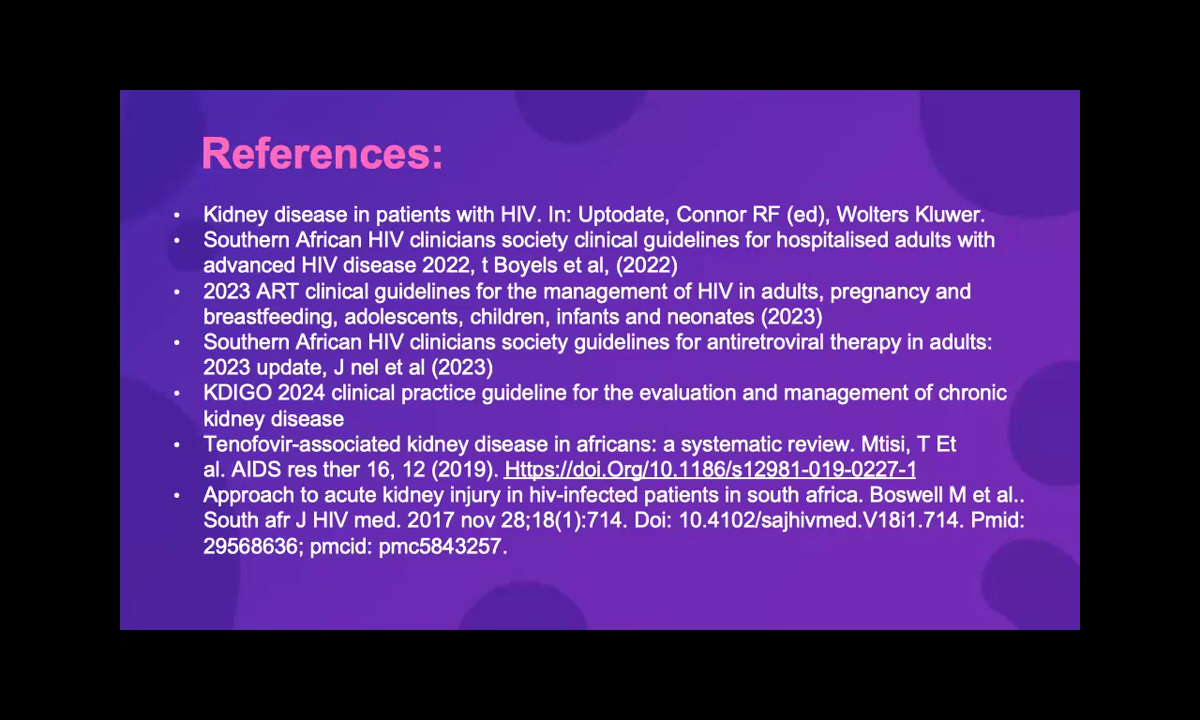 References:
• Kidney disease in patients with HIV. In: Uptodate, Connor RF (ed), Wolters Kluwer.
• Southern African HIV clinicians society clinical guidelines for hospitalised adults with
advanced HIV disease 2022, t Boyels et al, (2022)
• 2023 ART clinical guidelines for the management of HIV in adults, pregnancy and
breastfeeding, adolescents, children, infants and neonates (2023)
• Southern African HIV clinicians society guidelines for antiretroviral therapy in adults:
2023 update, J nel et al (2023)
• KDIGO 2024 clinical practice guideline for the evaluation and management of chronic
kidney disease
• Tenofovir-associated kidney disease in africans: a systematic review. Mtisi, T Et
al. AIDS res ther 16, 12 (2019). Https://doi.Org/10.1186/s12981-019-0227-1
• Approach to acute kidney injury in hiv-infected patients in south africa. Boswell M et al..
South afr J HIV med. 2017 nov 28;18(1):714. Doi: 10.4102/sajhivmed.V18i1.714. Pmid:
29568636; pmcid: pmc5843257.